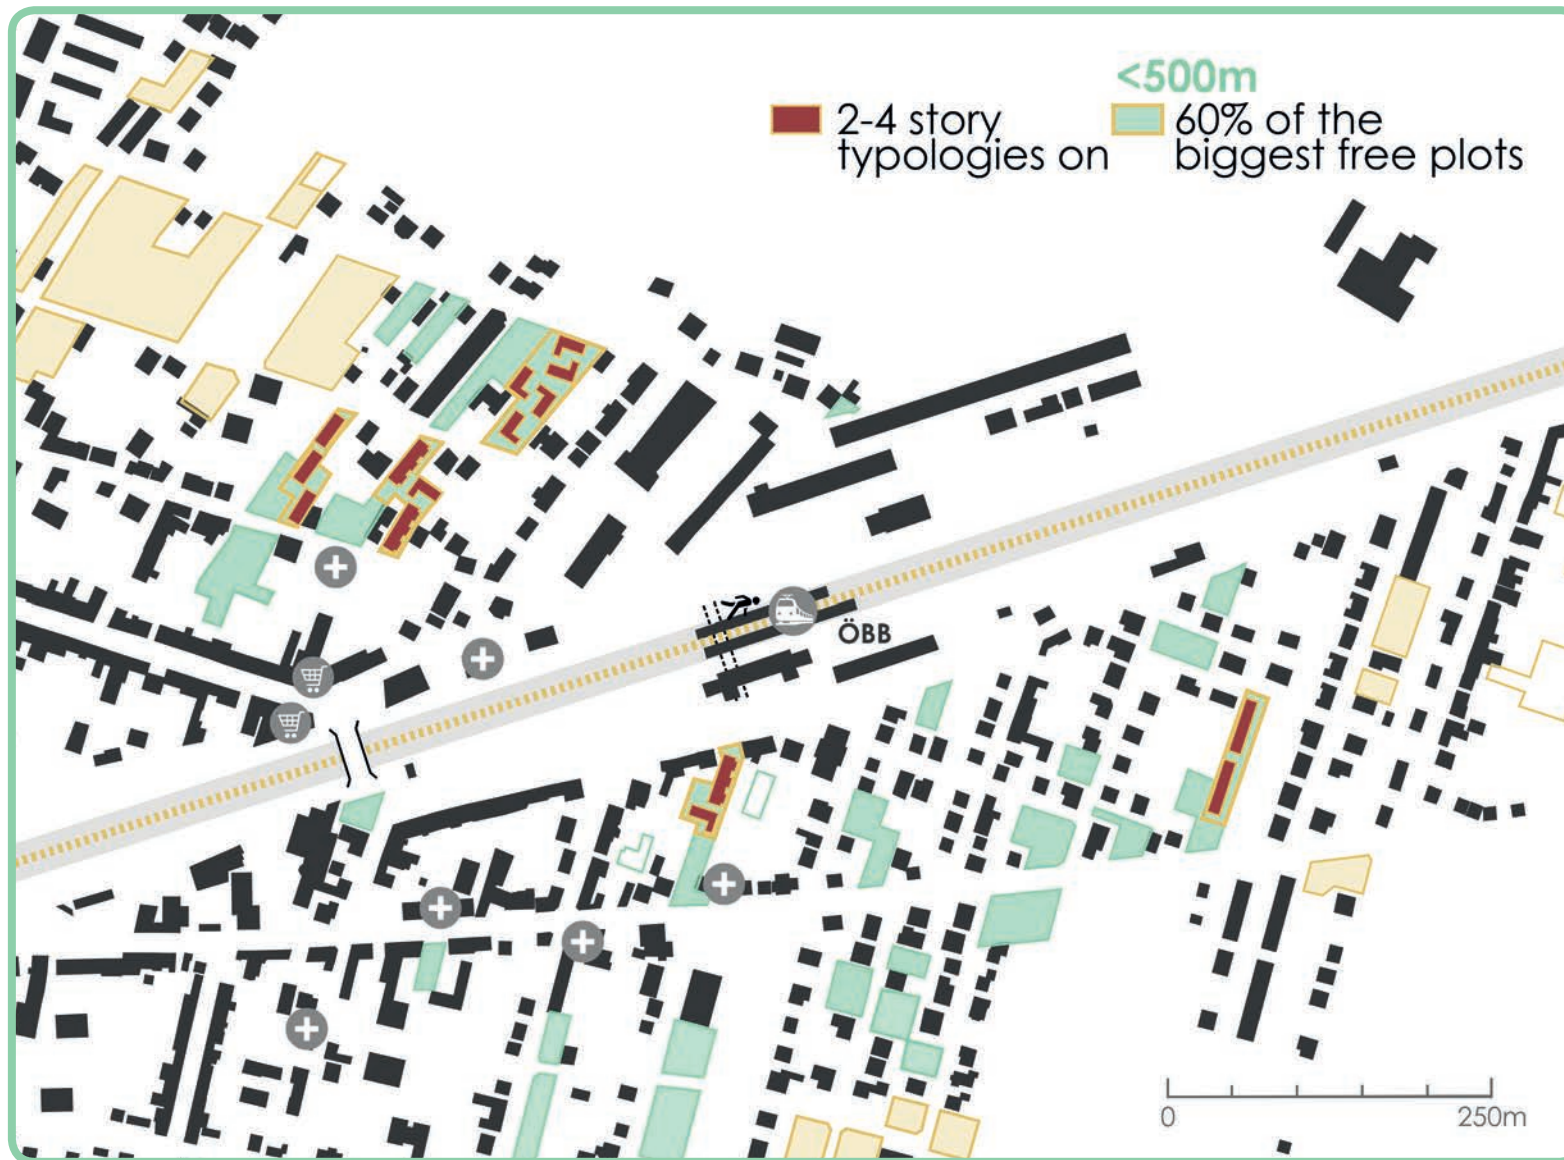 <500m
2-4 story
typologies on
60% of the
biggest free plots
ÖBB
0
250m